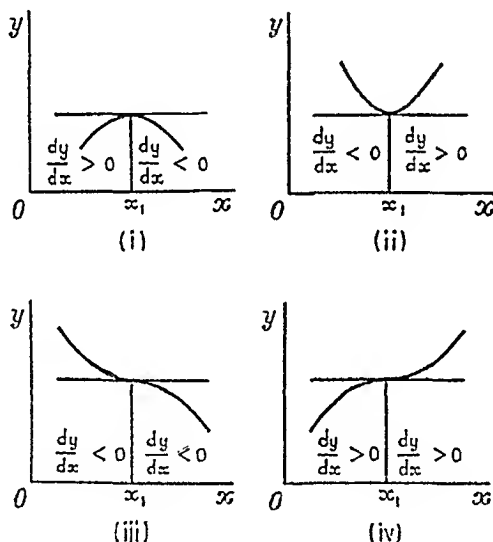 y
y
dy/dx > 0 dy/dx < 0
dy/dx < 0 dy/dx > 0
0 x₁ x
0 x₁ x
(i)
(ii)
y
y
dy/dx < 0 dy/dx < 0
dy/dx > 0 dy/dx > 0
0 x₁ x
0 x₁ x
(iii)
(iv)